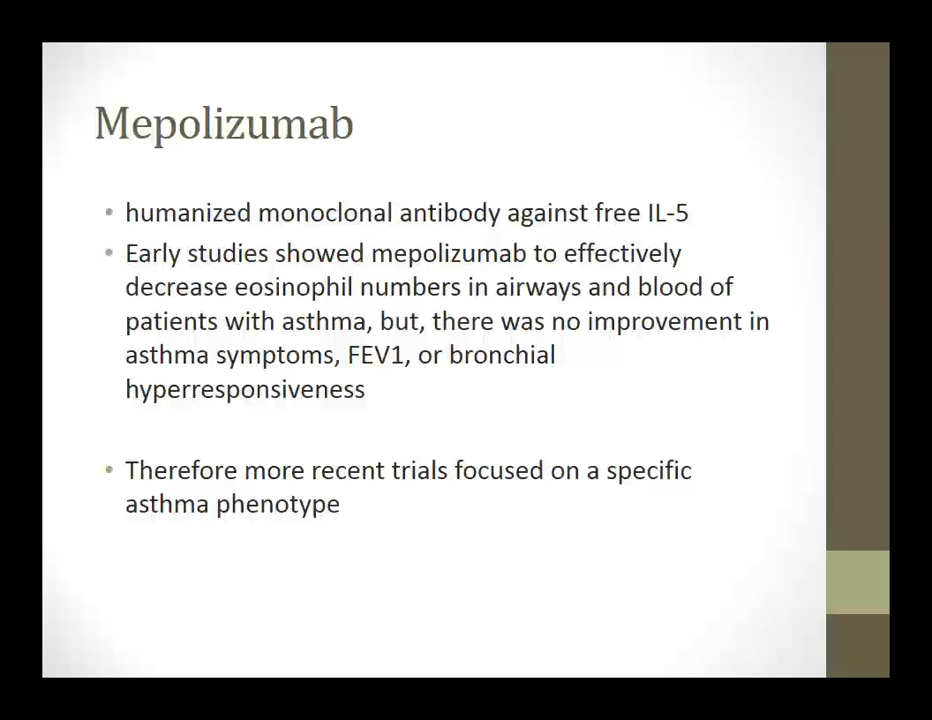 Mepolizumab
• humanized monoclonal antibody against free IL-5
• Early studies showed mepolizumab to effectively
decrease eosinophil numbers in airways and blood of
patients with asthma, but, there was no improvement in
asthma symptoms, FEV1, or bronchial
hyperresponsiveness
• Therefore more recent trials focused on a specific
asthma phenotype